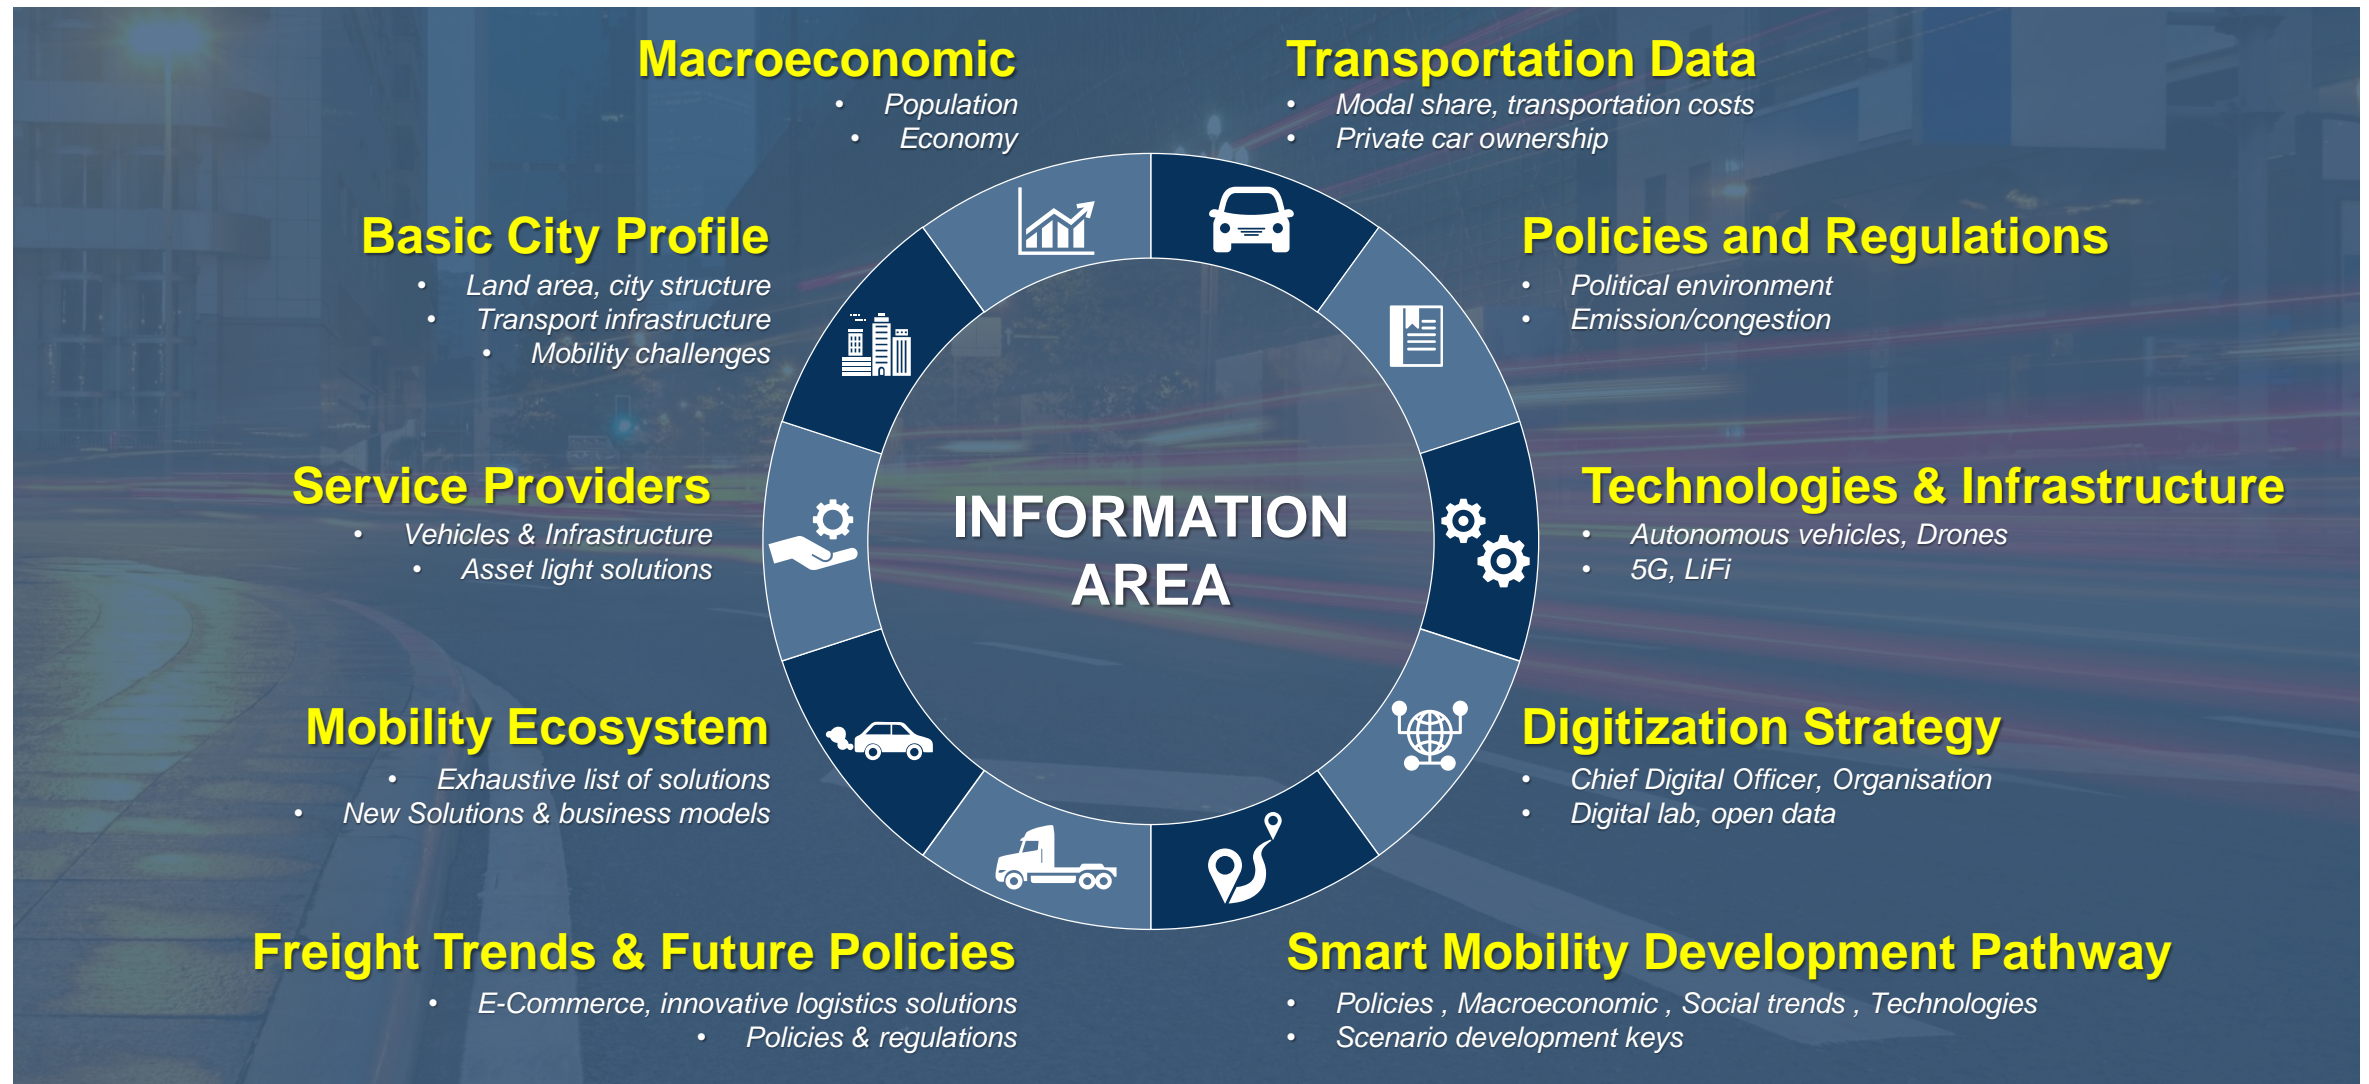 Macroeconomic
• Population
• Economy
Transportation Data
• Modal share, transportation costs
• Private car ownership
Basic City Profile
• Land area, city structure
• Transport infrastructure
• Mobility challenges
Policies and Regulations
• Political environment
• Emission/congestion
Service Providers
• Vehicles & Infrastructure
• Asset light solutions
INFORMATION
AREA
Technologies & Infrastructure
• Autonomous vehicles, Drones
• 5G, LiFi
Mobility Ecosystem
• Exhaustive list of solutions
• New Solutions & business models
Digitization Strategy
• Chief Digital Officer, Organisation
• Digital lab, open data
Freight Trends & Future Policies
• E-Commerce, innovative logistics solutions
• Policies & regulations
Smart Mobility Development Pathway
• Policies , Macroeconomic , Social trends , Technologies
• Scenario development keys